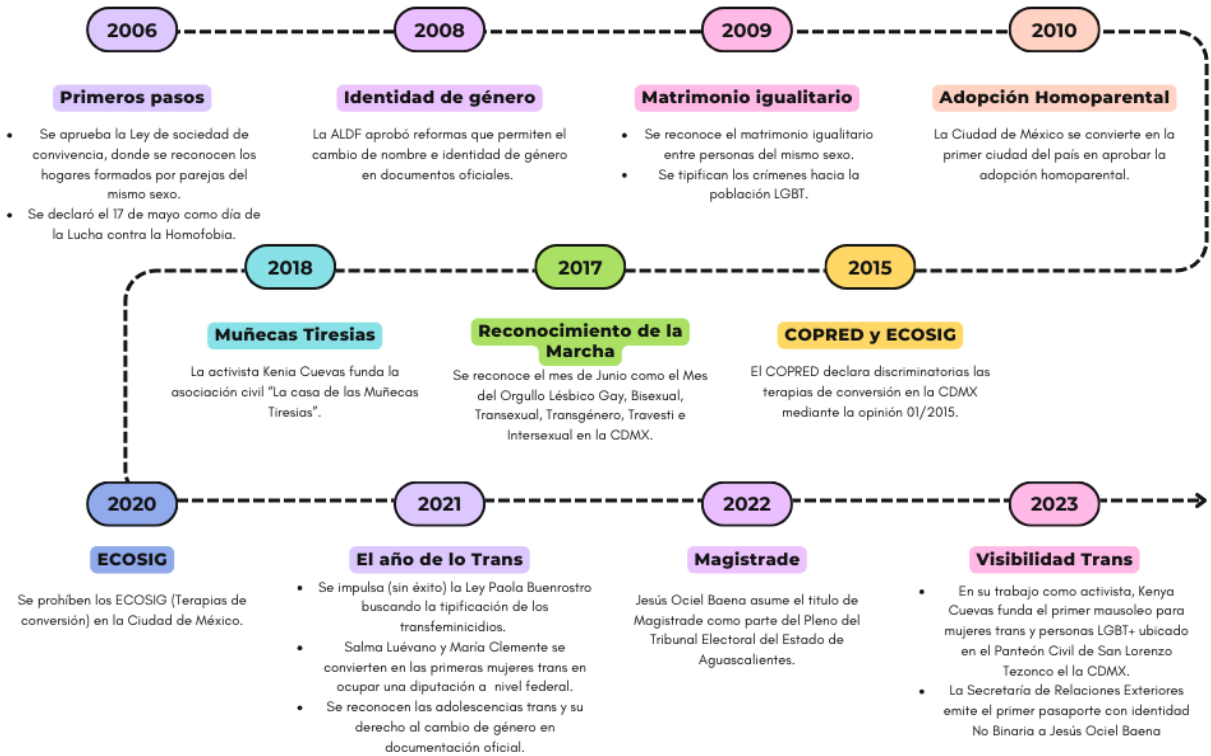 2006
2008
2009
2010
Primeros pasos
• Se aprueba la Ley de sociedad de
convivencia, donde se reconocen los
hogares formados por parejas del
mismo sexo.
• Se declaró el 17 de mayo como día de
la Lucha contra la Homofobia.
Identidad de género
La ALDF aprobó reformas que permiten el
cambio de nombre e identidad de género
en documentos oficiales.
Matrimonio igualitario
• Se reconoce el matrimonio igualitario
entre personas del mismo sexo.
• Se tipifican los crímenes hacia la
población LGBT.
Adopción Homoparental
La Ciudad de México se convierte en la
primer ciudad del país en aprobar la
adopción homoparental.
2018
2017
2015
Muñecas Tiresias
La activista Kenia Cuevas funda la
asociación civil "La casa de las Muñecas
Tiresias".
Reconocimiento de la
Marcha
Se reconoce el mes de Junio como el Mes
del Orgullo Lésbico Gay, Bisexual,
Transexual, Transgénero, Travesti e
Intersexual en la CDMX.
COPRED y ECOSIG
El COPRED declara discriminatorias las
terapias de conversión en la CDMX
mediante la opinión 01/2015.
2020
2021
2022
2023
ECOSIG
Se prohíben los ECOSIG (Terapias de
conversión) en la Ciudad de México.
El año de lo Trans
• Se impulsa (sin éxito) la Ley Paola Buenrostro
buscando la tipificación de los
transfeminicidios.
• Salma Luévano y María Clemente se
convierten en las primeras mujeres trans en
ocupar una diputación a nivel federal.
• Se reconocen las adolescencias trans y su
derecho al cambio de género en
documentación oficial.
Magistrade
Jesús Ociel Baena asume el titulo de
Magistrade como parte del Pleno del
Tribunal Electoral del Estado de
Aguascalientes.
Visibilidad Trans
• En su trabajo como activista, Kenya
Cuevas funda el primer mausoleo para
mujeres trans y personas LGBT+ ubicado
en el Panteón Civil de San Lorenzo
Tezonco el la CDMX.
• La Secretaría de Relaciones Exteriores
emite el primer pasaporte con identidad
No Binaria a Jesús Ociel Baena